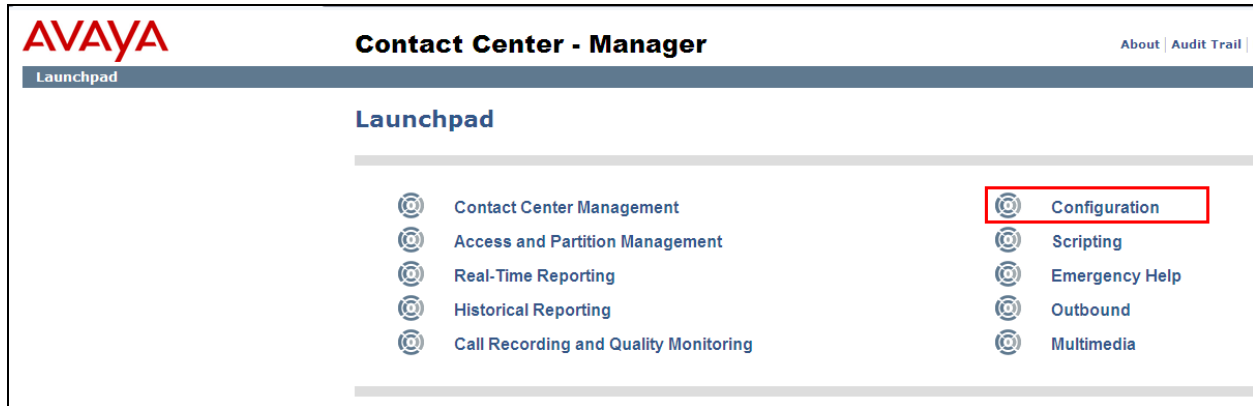 AVAYA
Contact Center - Manager
About | Audit Trail |
Launchpad
Launchpad
Contact Center Management
Configuration
Access and Partition Management
Scripting
Real-Time Reporting
Emergency Help
Historical Reporting
Outbound
Call Recording and Quality Monitoring
Multimedia